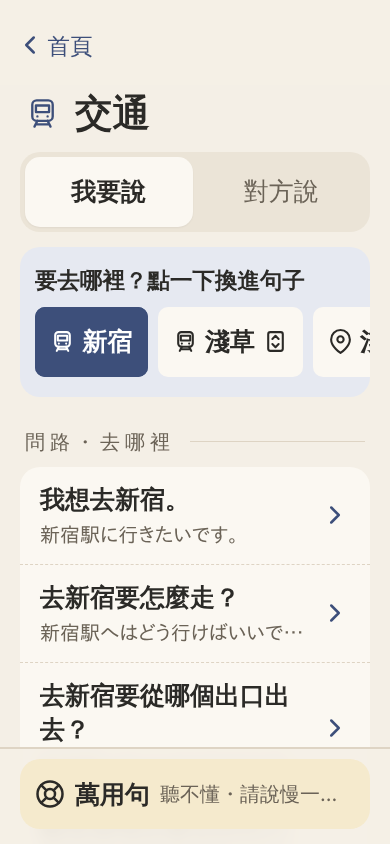 首頁
交通
我要說
對方說
要去哪裡？點一下換進句子
新宿
淺草
問路・去哪裡
我想去新宿。
新宿駅に行きたいです。
去新宿要怎麼走？
新宿駅へはどう行けばいいで…
去新宿要從哪個出口出
去？
萬用句 聽不懂・請說慢一…